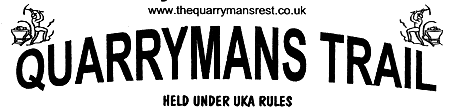 www.thequarrymansrest.co.uk
QUARRYMANS TRAIL
HELD UNDER UKA RULES